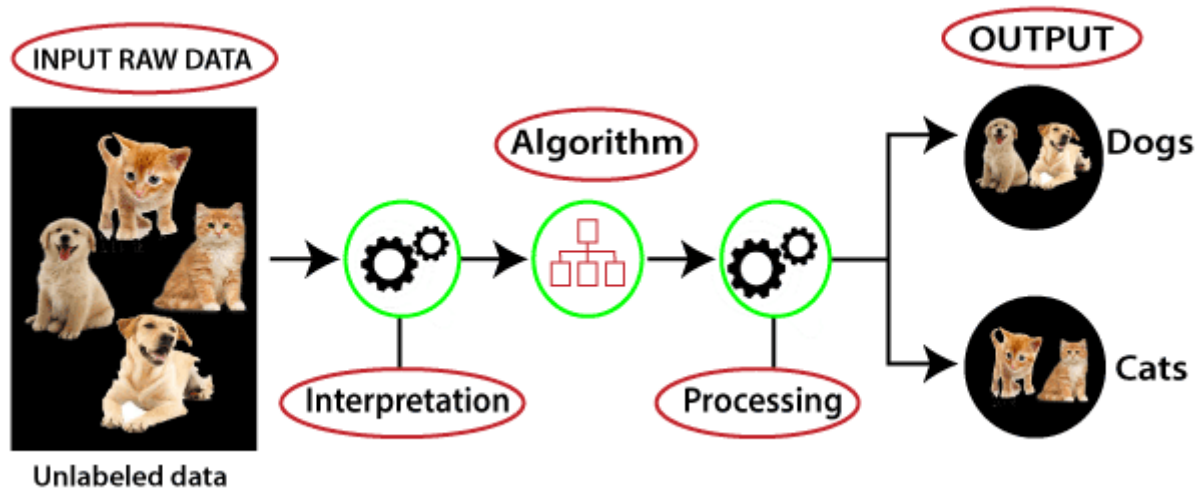 INPUT RAW DATA
Unlabeled data
Interpretation
Algorithm
Processing
OUTPUT
Dogs
Cats